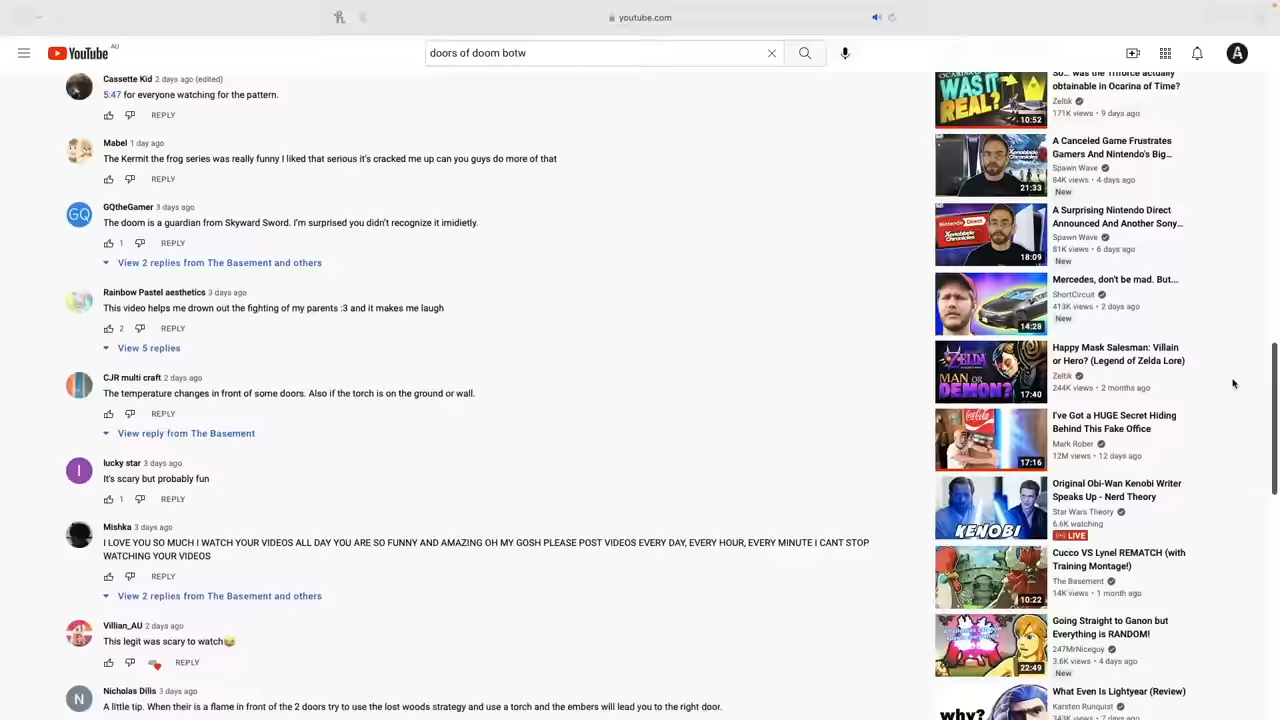 youtube.com
YouTube AU
doors of doom botw
A
Cassette Kid 2 days ago (edited)
5:47 for everyone watching for the pattern.
REPLY
Mabel 1 day ago
The Kermit the frog series was really funny I liked that serious it's cracked me up can you guys do more of that
REPLY
GQ
GQtheGamer 3 days ago
The doom is a guardian from Skyward Sword. I'm surprised you didn't recognize it imidietly.
1 REPLY
View 2 replies from The Basement and others
Rainbow Pastel aesthetics 3 days ago
This video helps me drown out the fighting of my parents :3 and it makes me laugh
2 REPLY
View 5 replies
CJR multi craft 2 days ago
The temperature changes in front of some doors. Also if the torch is on the ground or wall.
REPLY
View reply from The Basement
l
lucky star 3 days ago
It's scary but probably fun
1 REPLY
Mishka 3 days ago
I LOVE YOU SO MUCH I WATCH YOUR VIDEOS ALL DAY YOU ARE SO FUNNY AND AMAZING OH MY GOSH PLEASE POST VIDEOS EVERY DAY, EVERY HOUR, EVERY MINUTE I CANT STOP
WATCHING YOUR VIDEOS
REPLY
View 2 replies from The Basement and others
Villian_AU 2 days ago
This legit was scary to watch😂
REPLY
N
Nicholas Dilis 3 days ago
A little tip. When their is a flame in front of the 2 doors try to use the lost woods strategy and use a torch and the embers will lead you to the right door.
WAS IT
REAL?
10:52
So... was the Triforce actually
obtainable in Ocarina of Time?
Zeltik
171K views • 9 days ago
Xenoblade
Chronicles
21:33
A Canceled Game Frustrates
Gamers And Nintendo's Big...
Spawn Wave
84K views • 4 days ago
New
Nintendo Direct
Xenoblade
Chronicles
18:09
A Surprising Nintendo Direct
Announced And Another Sony...
Spawn Wave
81K views • 6 days ago
New
14:28
Mercedes, don't be mad. But...
ShortCircuit
413K views • 2 days ago
New
ZELDA
MAN OR
DEMON?
17:40
Happy Mask Salesman: Villain
or Hero? (Legend of Zelda Lore)
Zeltik
244K views • 2 months ago
Coca-Cola
17:16
I've Got a HUGE Secret Hiding
Behind This Fake Office
Mark Rober
12M views • 12 days ago
KENOBI
Original Obi-Wan Kenobi Writer
Speaks Up - Nerd Theory
Star Wars Theory
6.6K watching
LIVE
10:22
Cucco VS Lynel REMATCH (with
Training Montage!)
The Basement
14K views • 1 month ago
22:49
Going Straight to Ganon but
Everything is RANDOM!
247MrNiceguy
3.6K views • 4 days ago
New
why?
What Even Is Lightyear (Review)
Karsten Runquist
343K views • 7 days ago